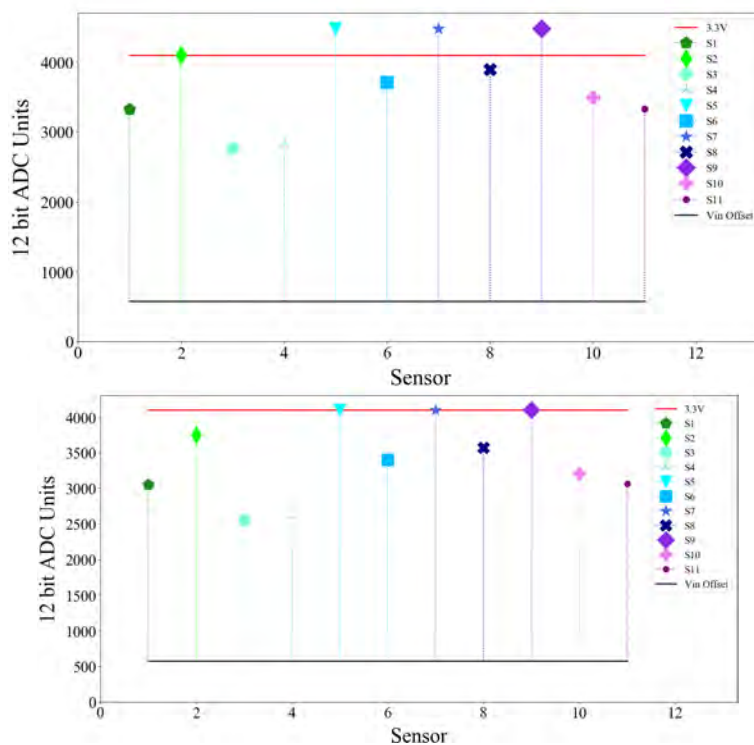 12 bit ADC Units
4000
3000
2000
1000
0
0
2
4
6
8
10
12
Sensor
3.3V
S1
S2
S3
S4
S5
S6
S7
S8
S9
S10
S11
Vin Offset
12 bit ADC Units
4000
3500
3000
2500
2000
1500
1000
500
0
0
2
4
6
8
10
12
Sensor
3.3V
S1
S2
S3
S4
S5
S6
S7
S8
S9
S10
S11
Vin Offset